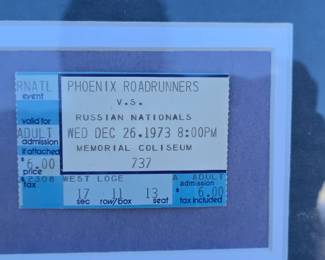 RNATL
event
valid for
ADULT
admission
if attached
$ 6.00
price
tax
PHOENIX ROADRUNNERS
V.S.
RUSSIAN NATIONALS
WED DEC 26,1973 8:00PM
MEMORIAL COLISEUM
737
2308 WEST LOGE A ADULT
admission
17 11 13 $ 6.00
sec row/box seat tax included